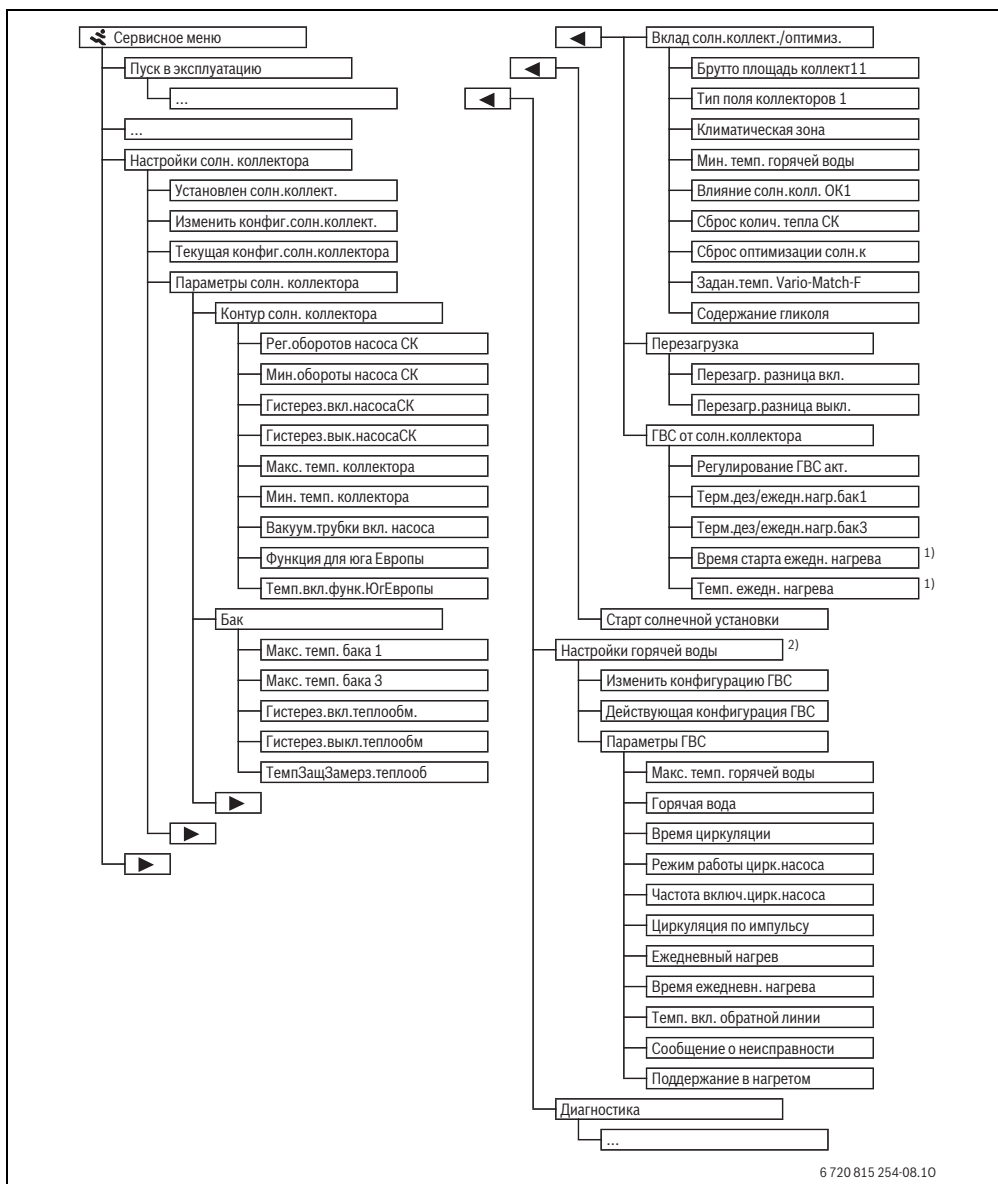 Сервисное меню
Пуск в эксплуатацию
...
...
Настройки солн. коллектора
Установлен солн.коллект.
Изменить конфиг.солн.коллект.
Текущая конфиг.солн.коллектора
Параметры солн. коллектора
Контур солн. коллектора
Рег.оборотов насоса СК
Мин.обороты насоса СК
Гистерез.вкл.насосаСК
Гистерез.вык.насосаСК
Макс. темп. коллектора
Мин. темп. коллектора
Вакуум.трубки вкл. насоса
Функция для юга Европы
Темп.вкл.функ.ЮгЕвропы
Бак
Макс. темп. бака 1
Макс. темп. бака 3
Гистерез.вкл.теплообм.
Гистерез.выкл.теплообм
ТемпЗащЗамерз.теплооб
Вклад солн.коллект./оптимиз.
Брутто площадь коллект11
Тип поля коллекторов 1
Климатическая зона
Мин. темп. горячей воды
Влияние солн.колл. ОК1
Сброс колич. тепла СК
Сброс оптимизации солн.к
Задан.темп. Vario-Match-F
Содержание гликоля
Перезагрузка
Перезагр. разница вкл.
Перезагр.разница выкл.
ГВС от солн.коллектора
Регулирование ГВС акт.
Терм.дез/ежедн.нагр.бак1
Терм.дез/ежедн.нагр.бак3
Время старта ежедн. нагрева 1)
Темп. ежедн. нагрева 1)
Старт солнечной установки
Настройки горячей воды 2)
Изменить конфигурацию ГВС
Действующая конфигурация ГВС
Параметры ГВС
Макс. темп. горячей воды
Горячая вода
Время циркуляции
Режим работы цирк.насоса
Частота включ.цирк.насоса
Циркуляция по импульсу
Ежедневный нагрев
Время ежедневн. нагрева
Темп. вкл. обратной линии
Сообщение о неисправности
Поддержание в нагретом
Диагностика
...
6 720 815 254-08.1O